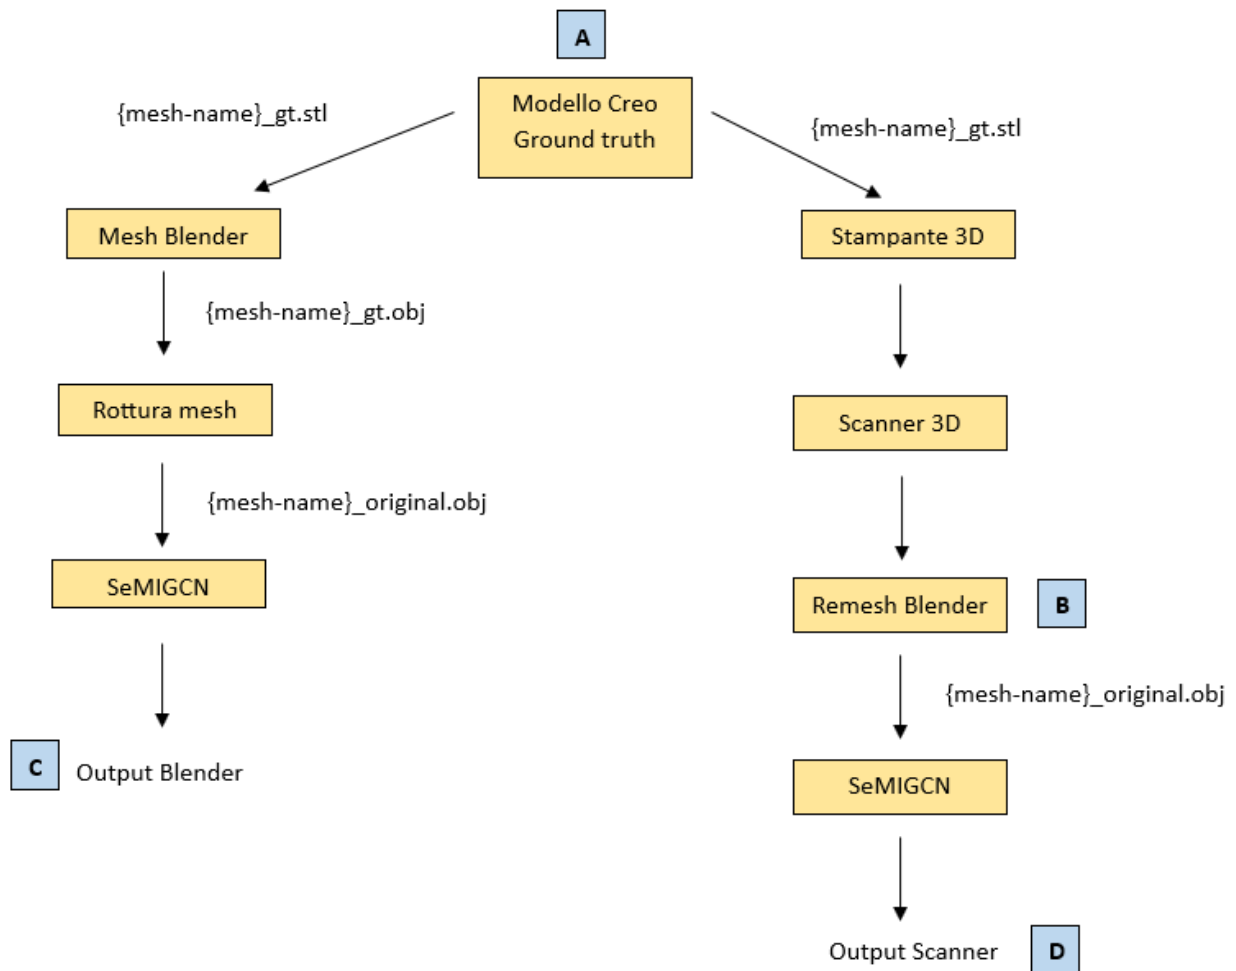 A
Modello Creo
Ground truth
{mesh-name}_gt.stl
{mesh-name}_gt.stl
Mesh Blender
Stampante 3D
{mesh-name}_gt.obj
Rottura mesh
Scanner 3D
{mesh-name}_original.obj
SeMIGCN
Remesh Blender
B
{mesh-name}_original.obj
C
Output Blender
SeMIGCN
Output Scanner
D